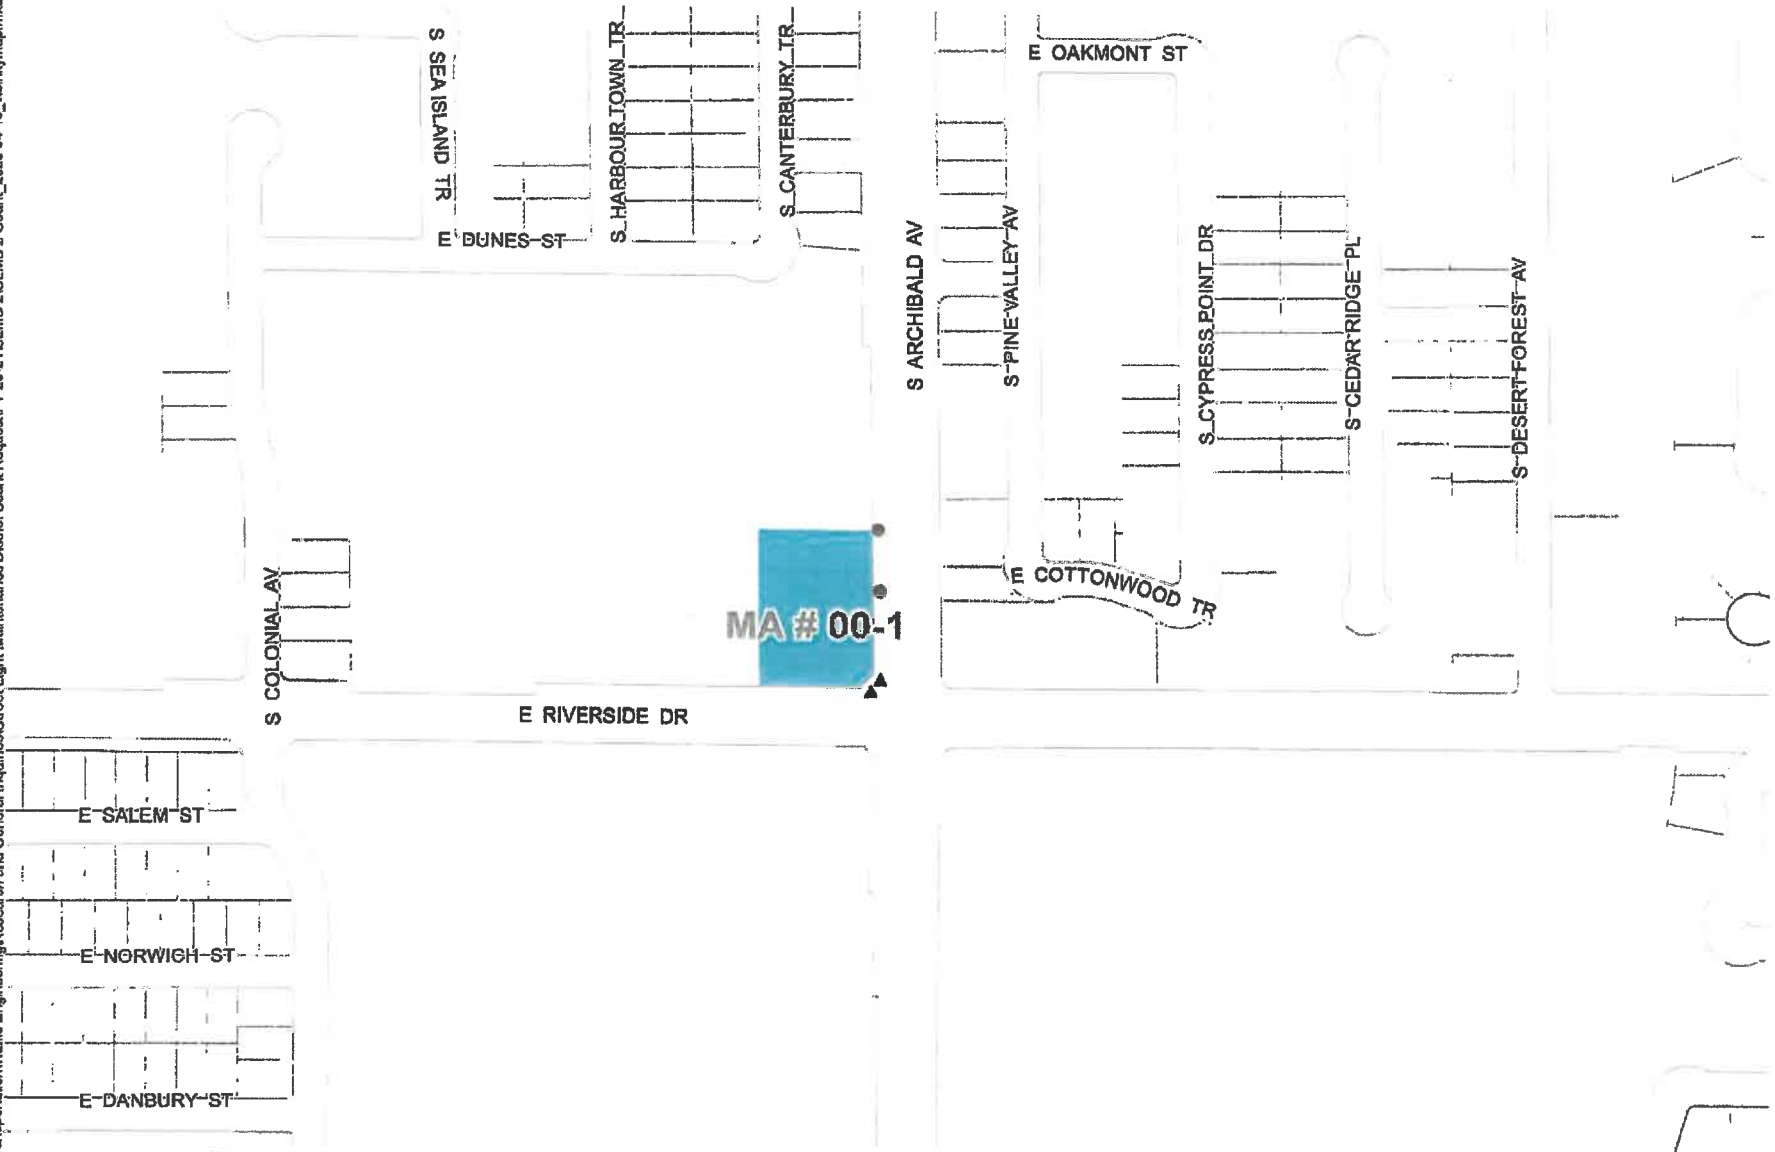 E OAKMONT ST
S SEA ISLAND TR
S HARBOUR TOWN TR
S CANTERBURY TR
E DUNES ST
S ARCHIBALD AV
S PINE VALLEY AV
S CYPRESS POINT DR
S CEDAR RIDGE PL
S DESERT FOREST AV
E COTTONWOOD TR
MA # 00-1
S COLONIAL AV
E RIVERSIDE DR
E SALEM ST
E NORWICH ST
E DANBURY ST